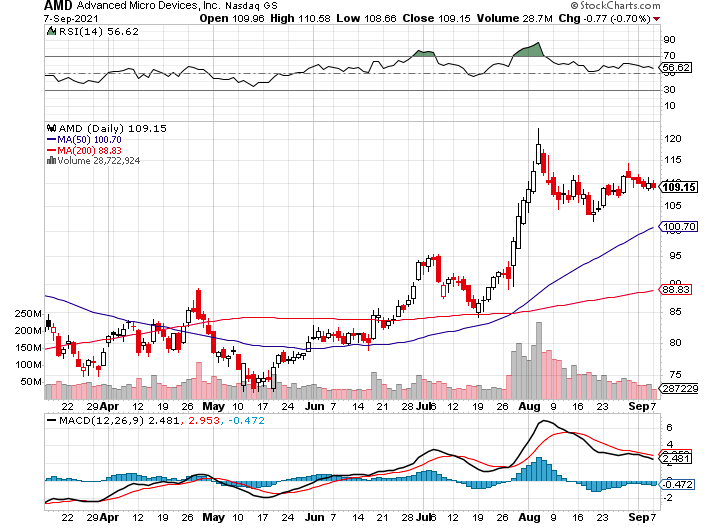 AMD Advanced Micro Devices, Inc. Nasdaq GS © StockCharts.com
7-Sep-2021 Open 109.96 High 110.58 Low 108.66 Close 109.15 Volume 28.7M Chg -0.77 (-0.70%)
RSI(14) 56.62
90
70
56.62
50
30
10
AMD (Daily) 109.15
MA(50) 100.70
MA(200) 88.83
Volume 28,722,924
120
115
110
109.15
105
100.70
95
90
88.83
85
80
75
250M
200M
150M
100M
50M
287229
22 29 Apr 12 19 26 May 10 17 24 Jun 7 14 21 28 Jul 6 12 19 26 Aug 9 16 23 Sep 7
MACD(12,26,9) 2.481, 2.953, -0.472
6
4
2.481
-0.472
-2
22 29 Apr 12 19 26 May 10 17 24 Jun 7 14 21 28 Jul 6 12 19 26 Aug 9 16 23 Sep 7